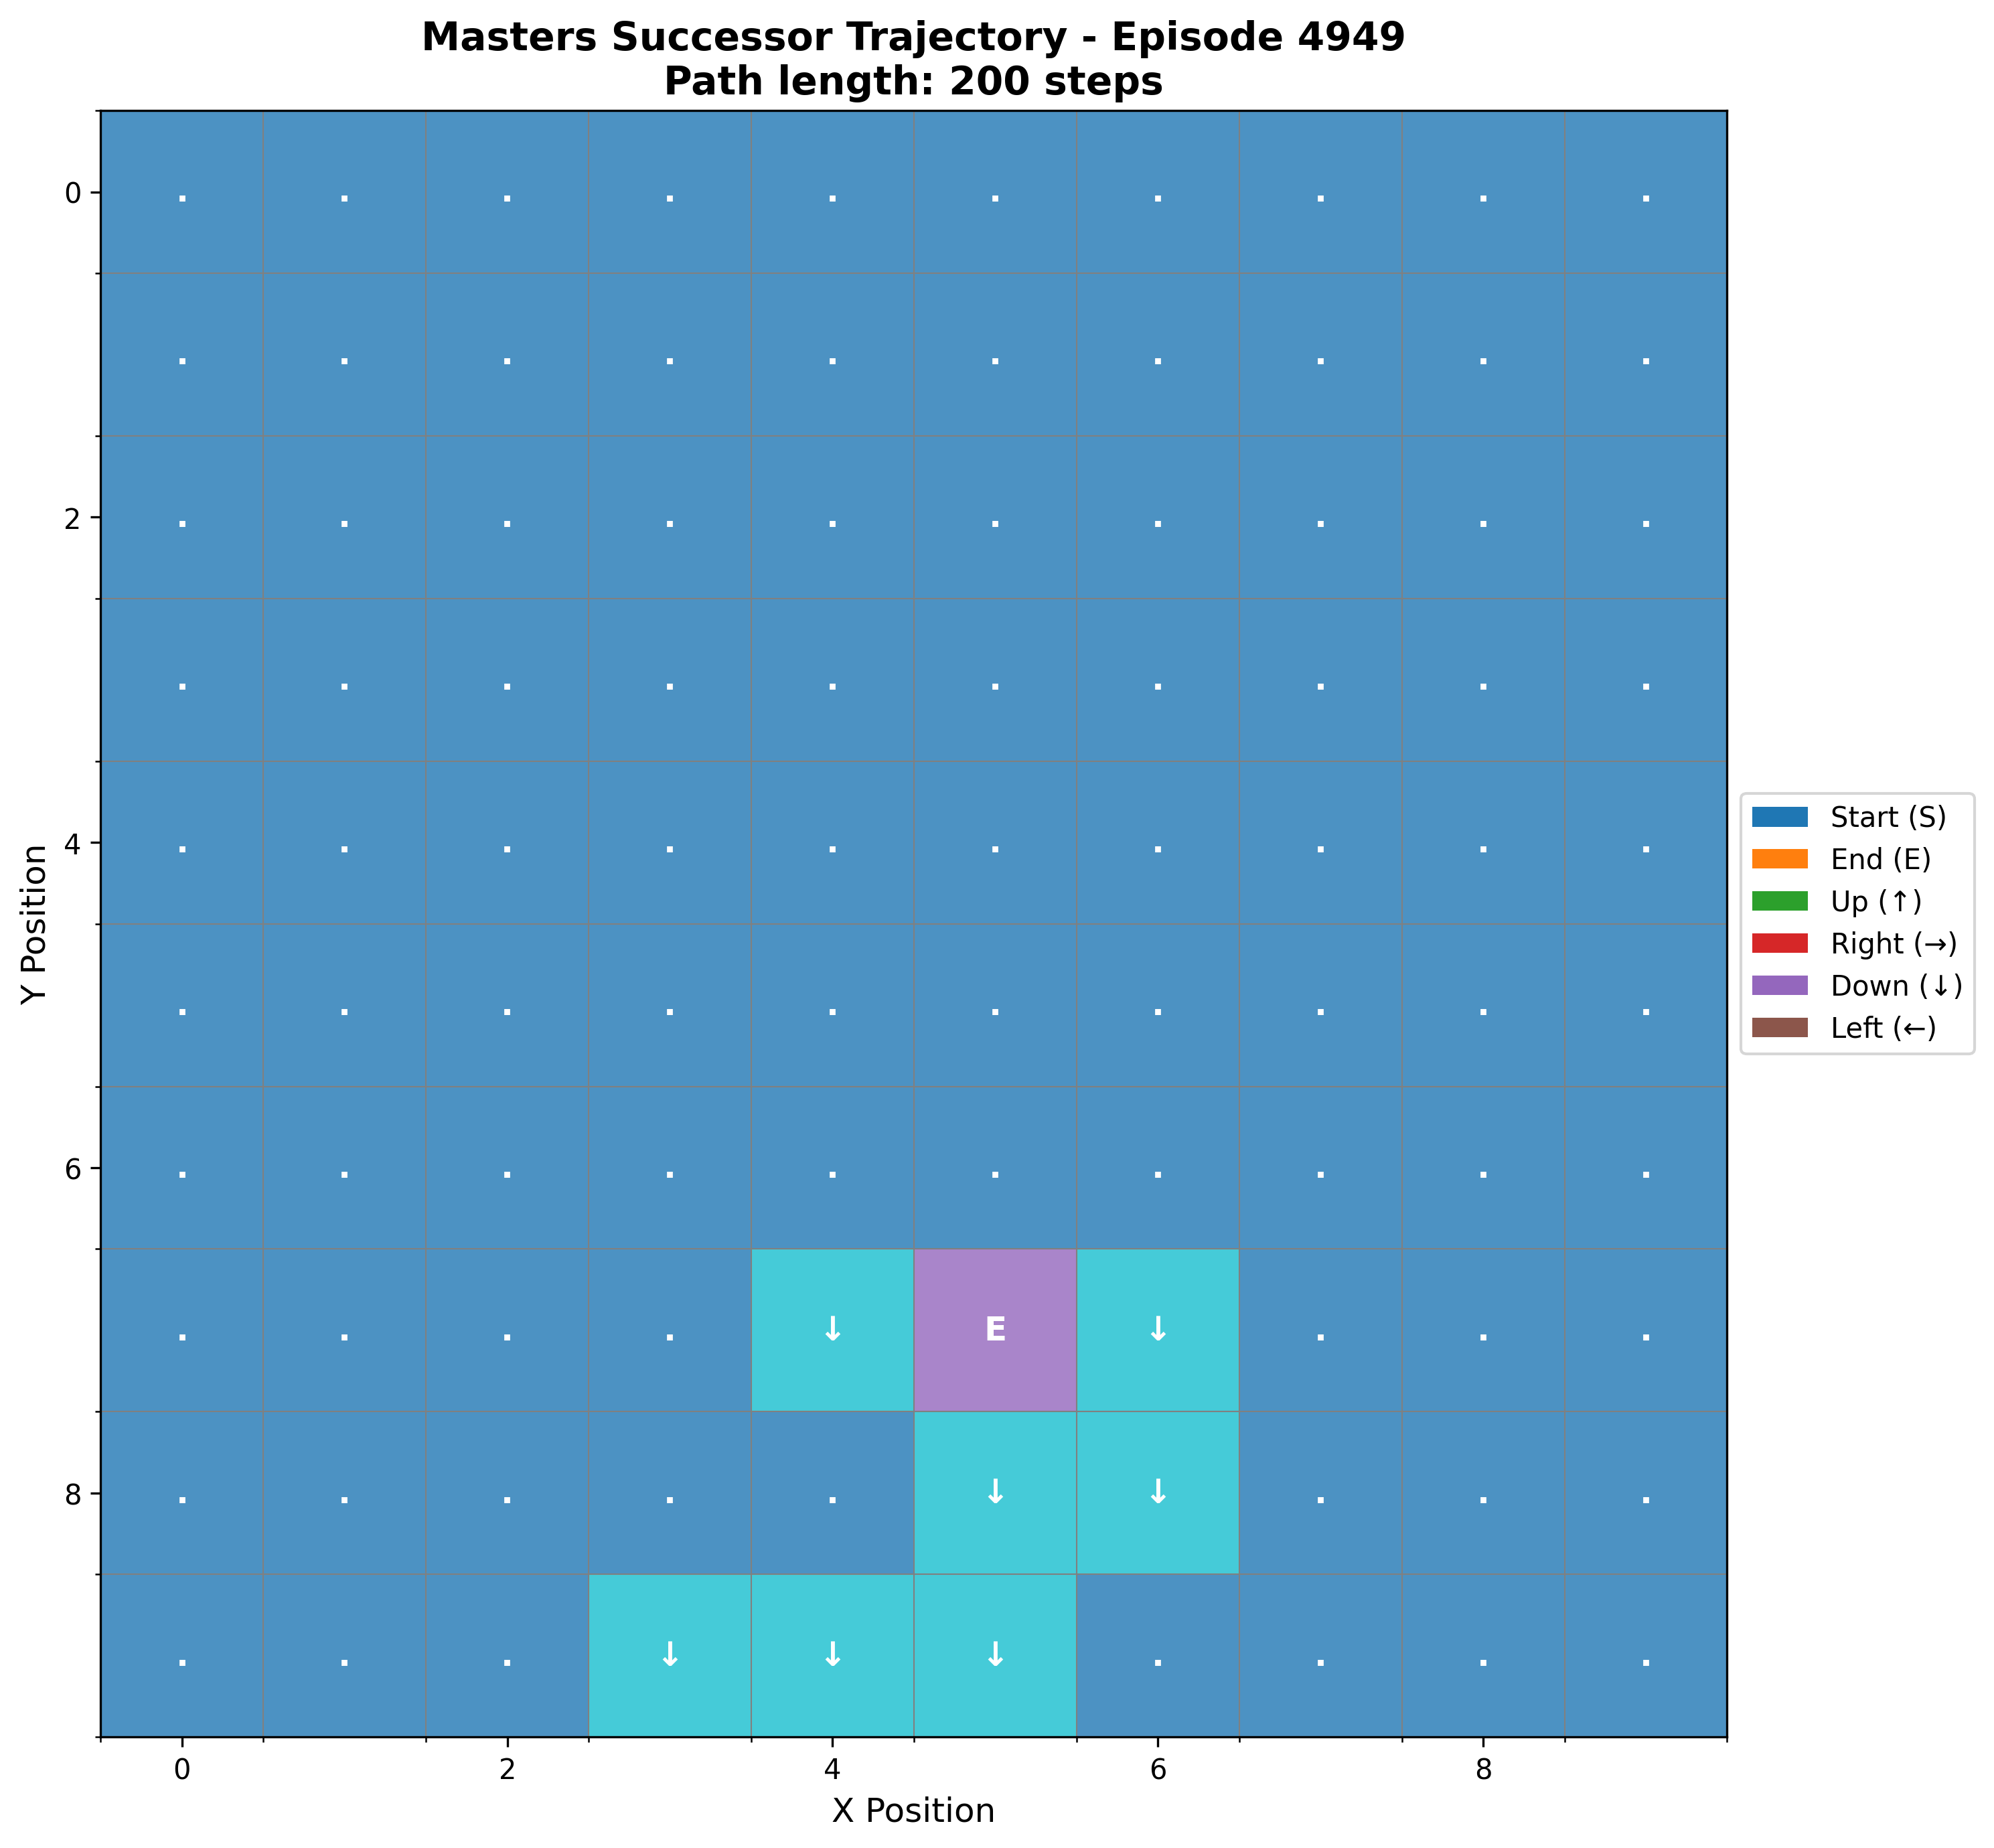 Masters Successor Trajectory - Episode 4949
Path length: 200 steps
0 . . . . . . . . . .
. . . . . . . . . .
2 . . . . . . . . . .
. . . . . . . . . .
4 . . . . . . . . . .
. . . . . . . . . .
6 . . . . . . . . . .
. . . . ↓ E ↓ . . .
8 . . . . . ↓ ↓ . . .
. . . ↓ ↓ ↓ . . . .
0 2 4 6 8
X Position
Y Position
Start (S)
End (E)
Up (↑)
Right (→)
Down (↓)
Left (←)